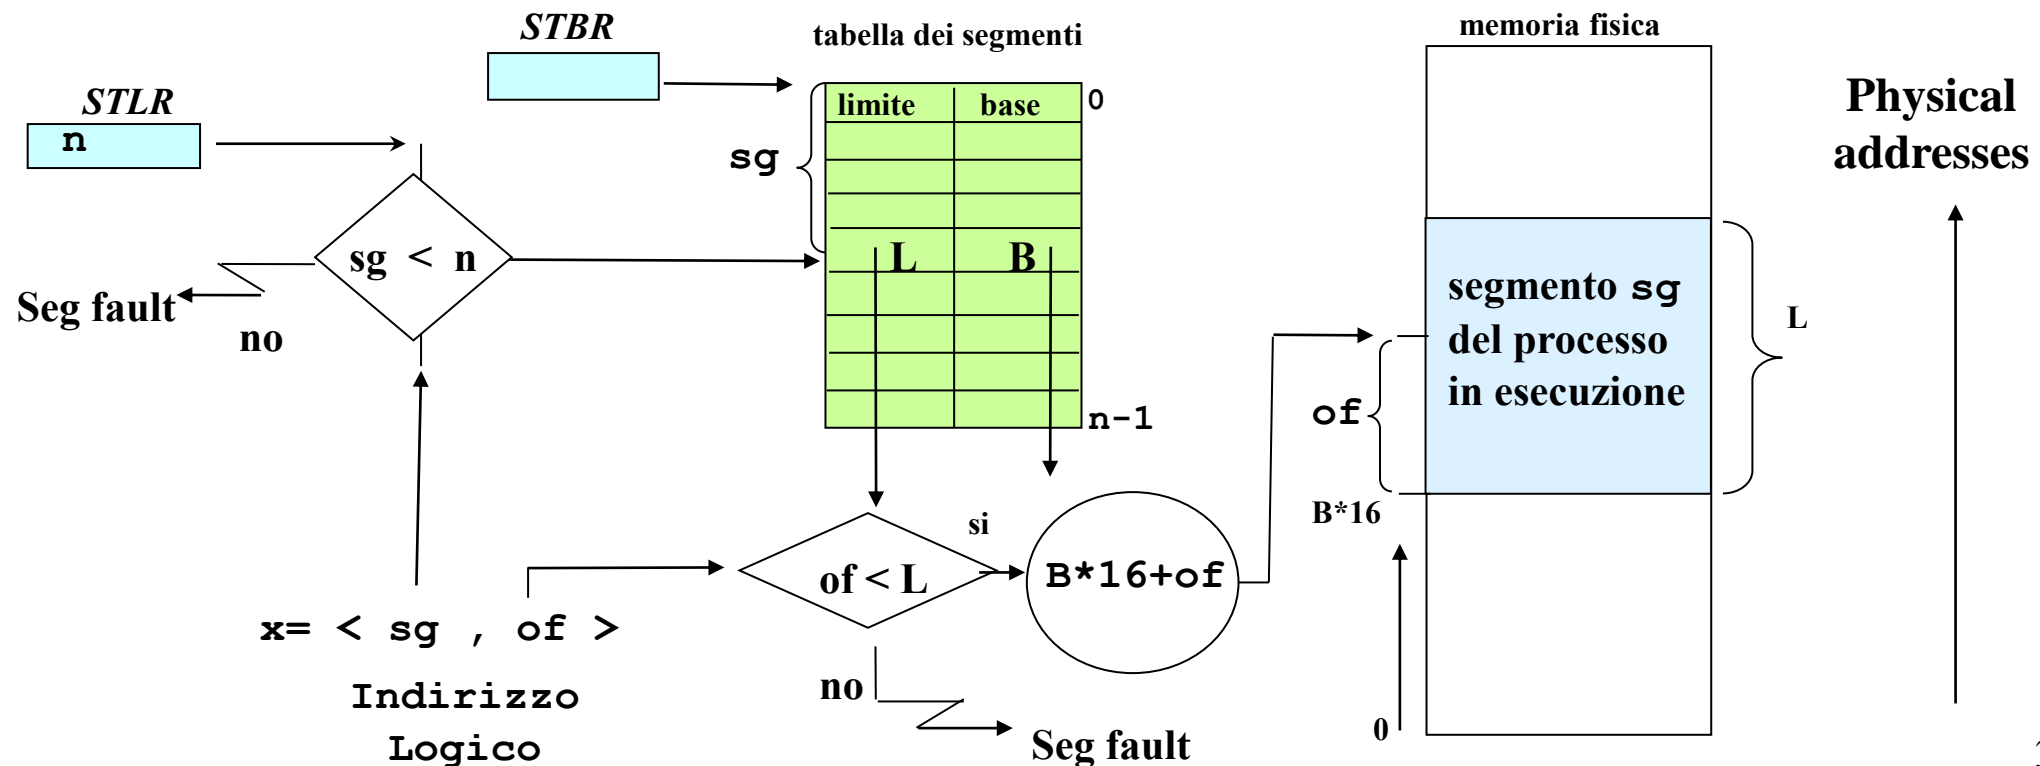 STBR
tabella dei segmenti
memoria fisica
STLR
n
limite base
0
Physical
addresses
sg
sg < n
L B
Seg fault
no
segmento sg
del processo
in esecuzione
L
n-1
of
B*16
si
of < L
B*16+of
x= < sg , of >
Indirizzo
Logico
no
Seg fault
0